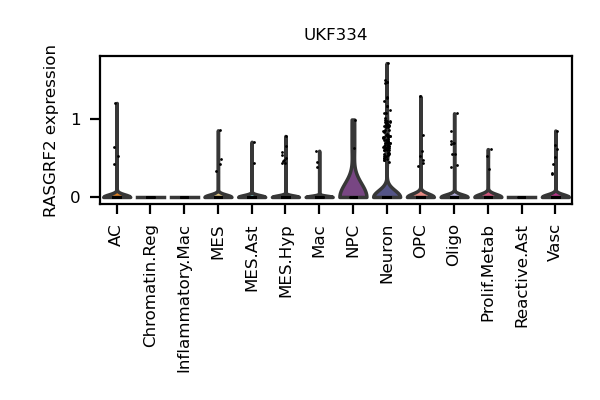 UKF334
RASGRF2 expression
1
0
AC
Chromatin.Reg
Inflammatory.Mac
MES
MES.Ast
MES.Hyp
Mac
NPC
Neuron
OPC
Oligo
Prolif.Metab
Reactive.Ast
Vasc